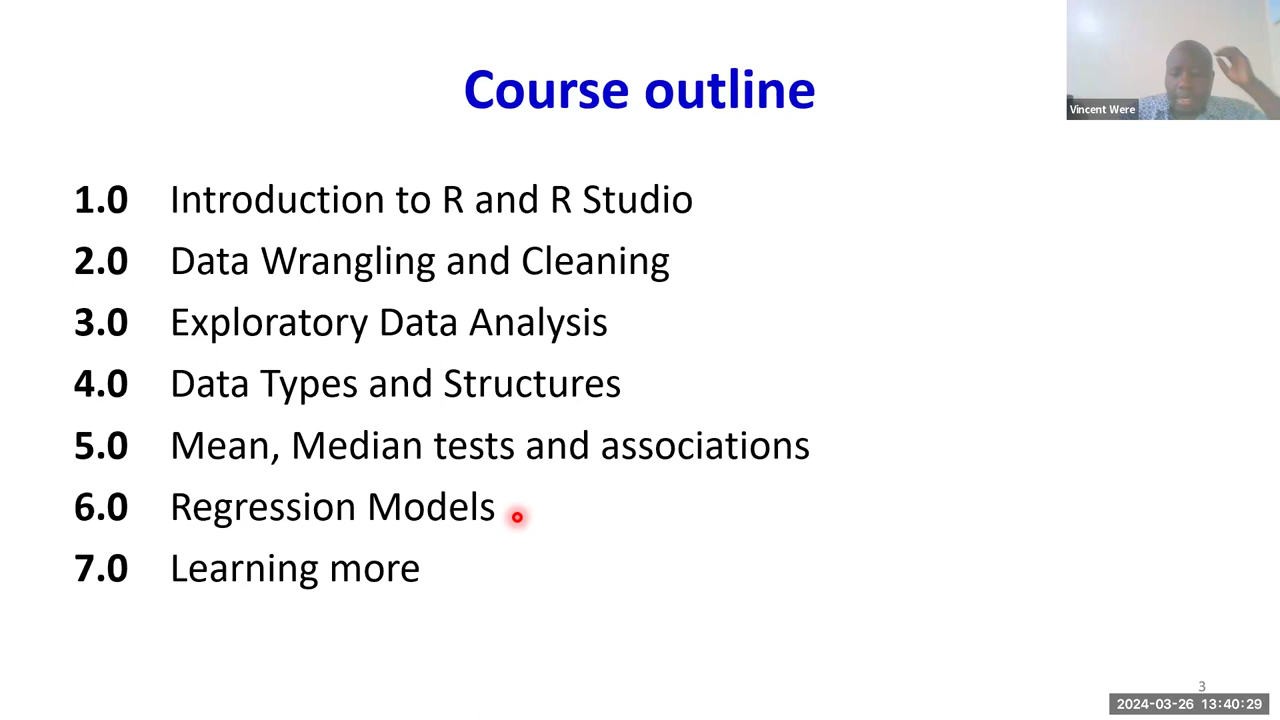 Course outline
Vincent Were
1.0 Introduction to R and R Studio
2.0 Data Wrangling and Cleaning
3.0 Exploratory Data Analysis
4.0 Data Types and Structures
5.0 Mean, Median tests and associations
6.0 Regression Models
7.0 Learning more
3
2024-03-26 13:40:29